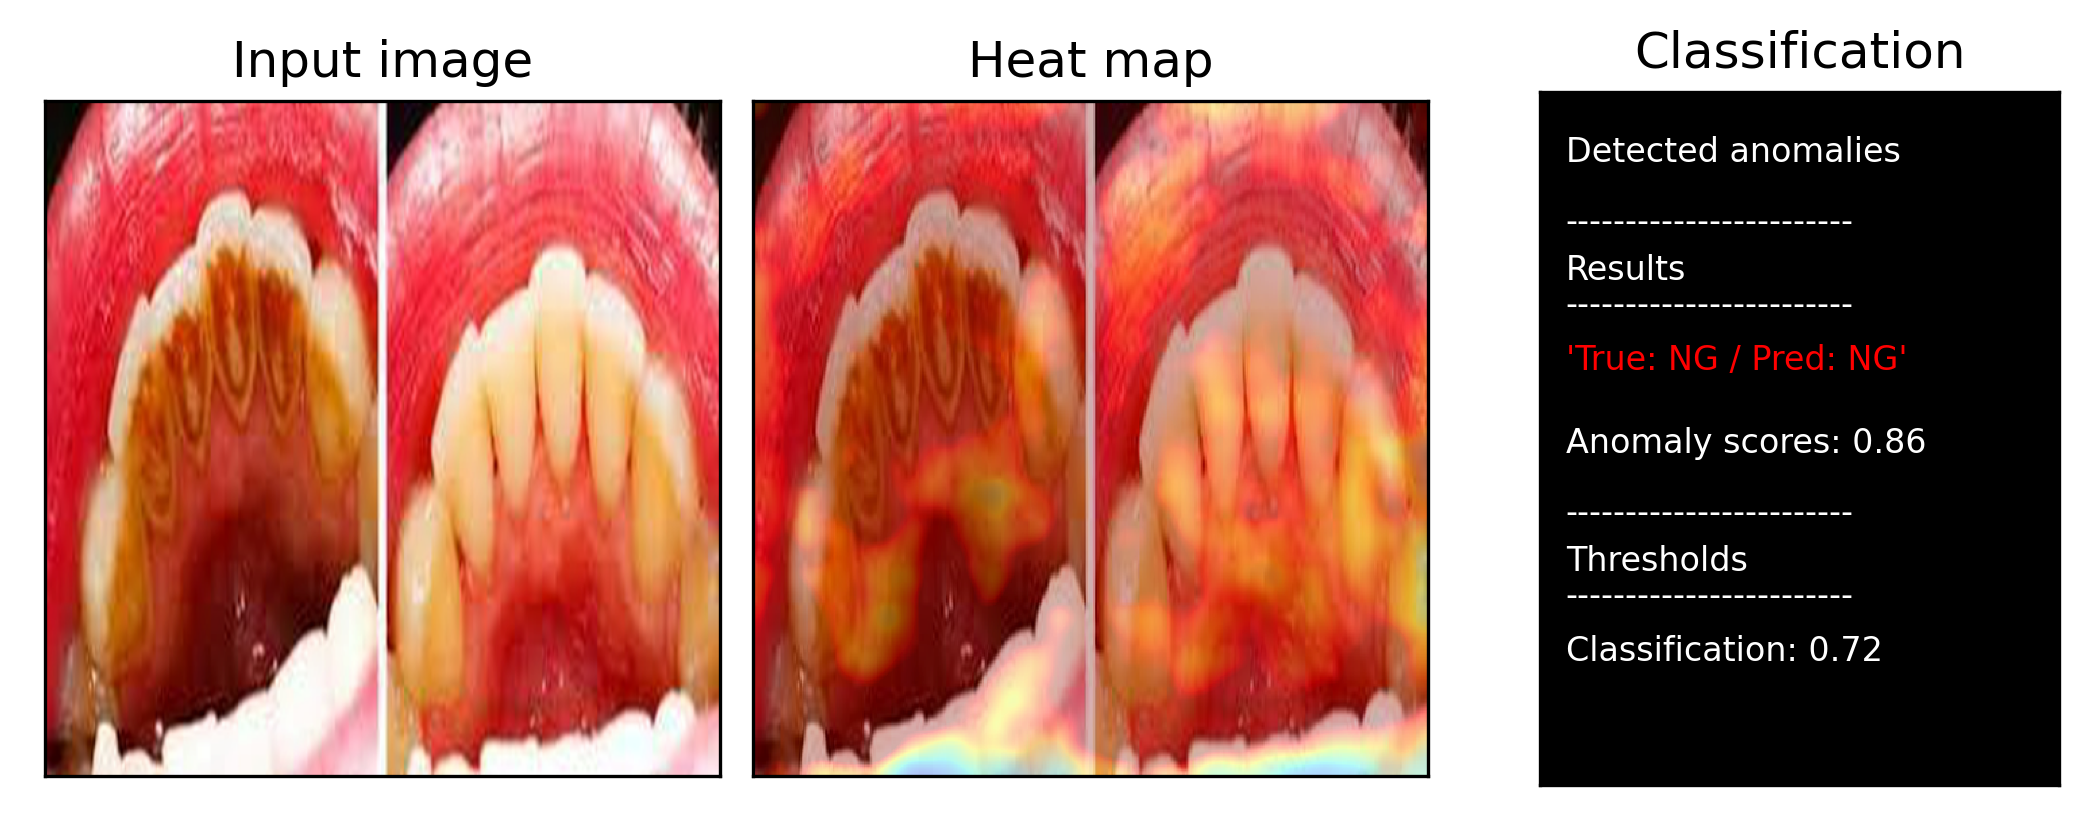 Input image
Heat map
Classification
Detected anomalies
------------------------
Results
------------------------
'True: NG / Pred: NG'
Anomaly scores: 0.86
------------------------
Thresholds
------------------------
Classification: 0.72